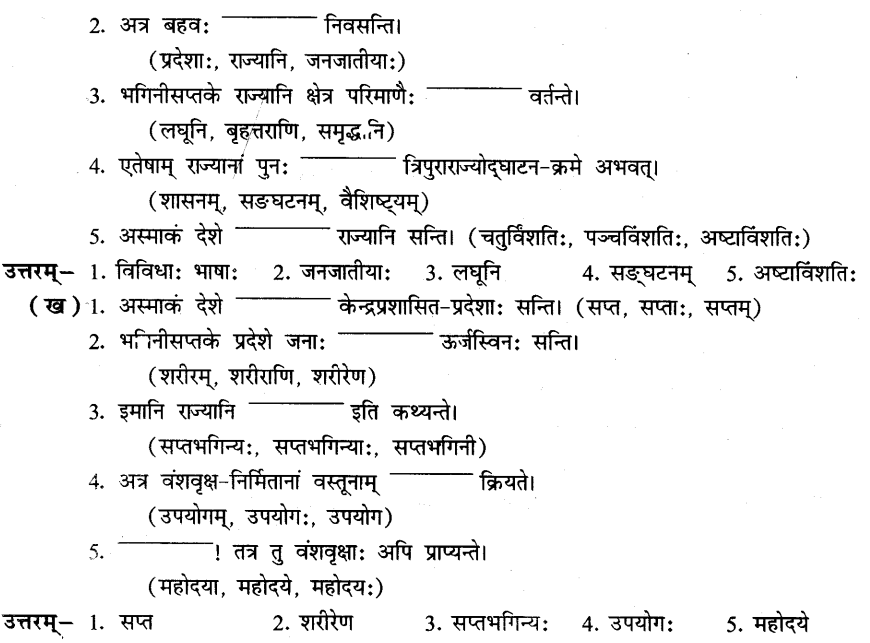 2. अत्र बहवः ________ निवसन्ति।
(प्रदेशाः, राज्यानि, जनजातीयाः)
3. भगिनीसप्तके राज्यानि क्षेत्र परिमाणैः ________ वर्तन्ते।
(लघूनि, बृहत्तराणि, समृद्धानि)
4. एतेषाम् राज्यानां पुनः ________ त्रिपुराराज्योद्घाटन-क्रमे अभवत्।
(शासनम्, सङघटनम्, वैशिष्ट्यम्)
5. अस्माकं देशे ________ राज्यानि सन्ति। (चतुर्विंशतिः, पञ्चविंशतिः, अष्टाविंशतिः)
उत्तरम्– 1. विविधाः भाषाः 2. जनजातीयाः 3. लघूनि 4. सङ्घटनम् 5. अष्टाविंशतिः
(ख) 1. अस्माकं देशे ________ केन्द्रप्रशासित-प्रदेशाः सन्ति। (सप्त, सप्ताः, सप्तम्)
2. भगिनीसप्तके प्रदेशे जनाः ________ ऊर्जस्विनः सन्ति।
(शरीरम्, शरीराणि, शरीरेण)
3. इमानि राज्यानि ________ इति कथ्यन्ते।
(सप्तभगिन्यः, सप्तभगिन्याः, सप्तभगिनी)
4. अत्र वंशवृक्ष-निर्मितानां वस्तूनाम् ________ क्रियते।
(उपयोगम्, उपयोगः, उपयोग)
5. ________! तत्र तु वंशवृक्षाः अपि प्राप्यन्ते।
(महोदया, महोदये, महोदयः)
उत्तरम्– 1. सप्त 2. शरीरेण 3. सप्तभगिन्यः 4. उपयोगः 5. महोदये